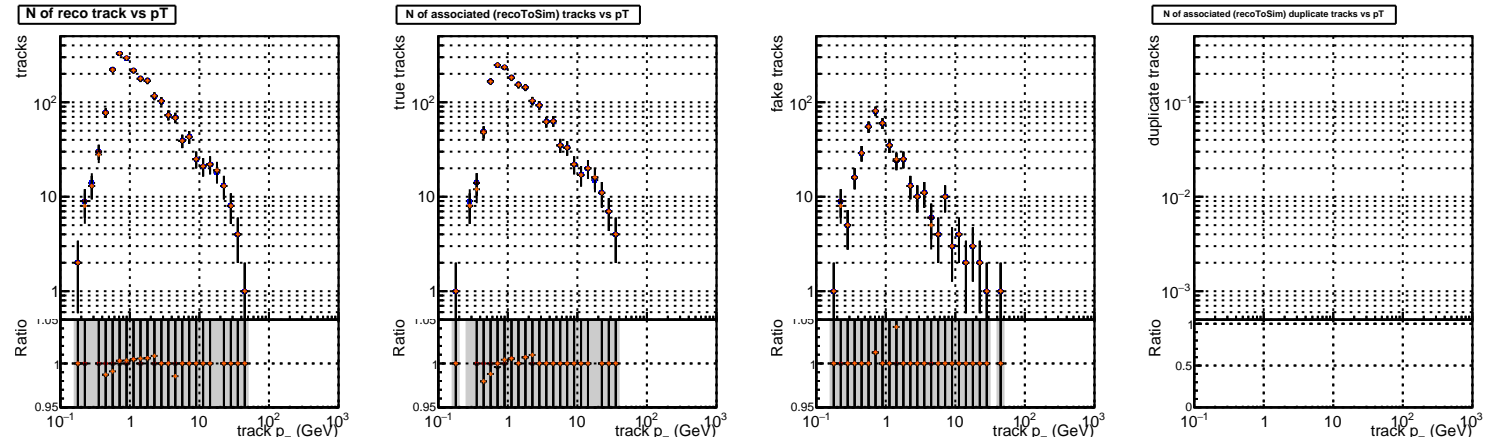 N of reco track vs pT
tracks
10²
10
1
Ratio
1.05
1
0.95
10⁻¹ 1 10 10² 10³
track p_T (GeV)
N of associated (recoToSim) tracks vs pT
true tracks
10²
10
1
Ratio
1.05
1
0.95
10⁻¹ 1 10 10² 10³
track p_T (GeV)
fake tracks
10²
10
1
Ratio
1.05
1
0.95
10⁻¹ 1 10 10² 10³
track p_T (GeV)
N of associated (recoToSim) duplicate tracks vs pT
duplicate tracks
10⁻¹
10⁻²
10⁻³
Ratio
1
0.5
0
10⁻¹ 1 10 10² 10³
track p_T (GeV)